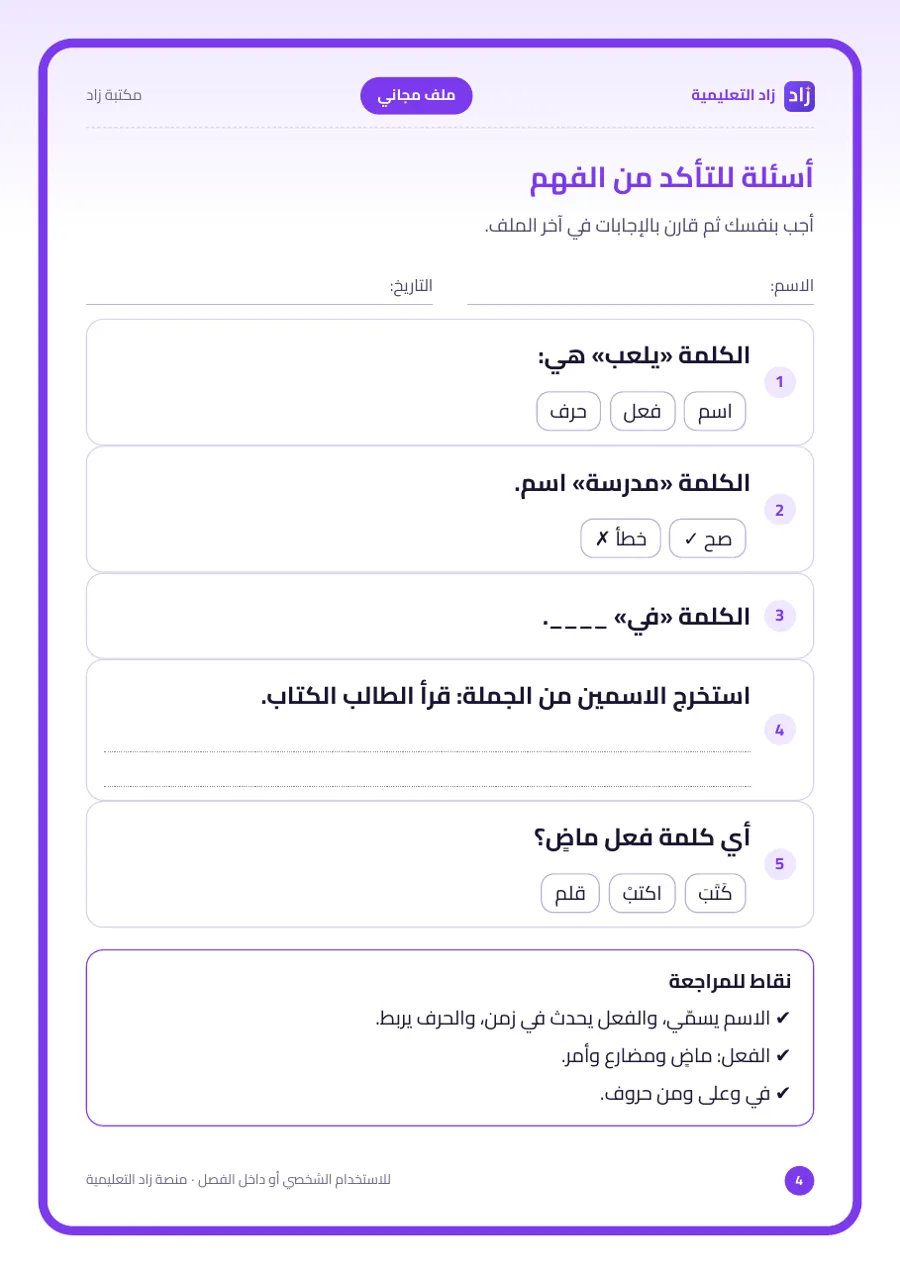 زاد زاد التعليمية ملف مجاني مكتبة زاد
أسئلة للتأكد من الفهم
أجب بنفسك ثم قارن بالإجابات في آخر الملف.
الاسم: التاريخ:
1 الكلمة «يلعب» هي:
اسم فعل حرف
2 الكلمة «مدرسة» اسم.
صح ✓ خطأ ✗
3 الكلمة «في» ____.
4 استخرج الاسمين من الجملة: قرأ الطالب الكتاب.
5 أي كلمة فعل ماضٍ؟
كَتَبَ اكتبْ قلم
نقاط للمراجعة
✔ الاسم يسمّي، والفعل يحدث في زمن، والحرف يربط.
✔ الفعل: ماضٍ ومضارع وأمر.
✔ في وعلى ومن حروف.
4 للاستخدام الشخصي أو داخل الفصل · منصة زاد التعليمية